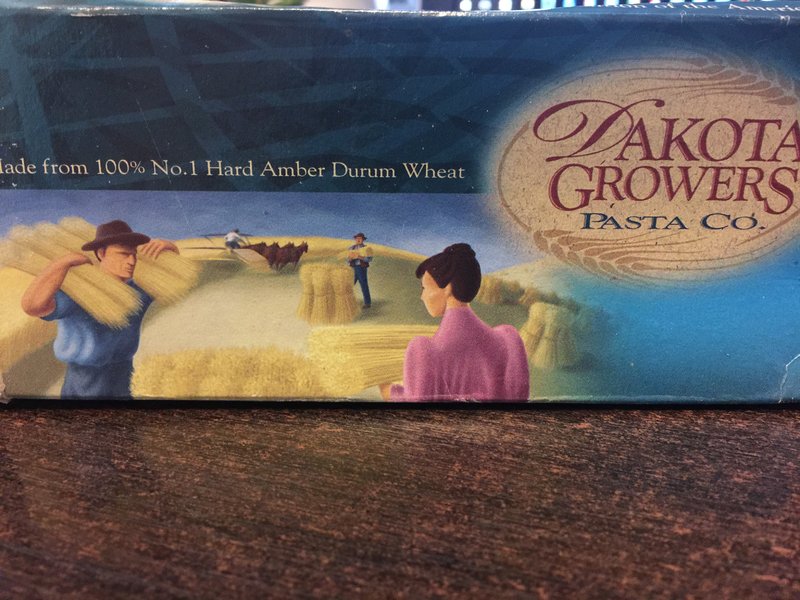 ade from 100% No.1 Hard Amber Durum Wheat
DAKOTA
GROWERS
PASTA CO.